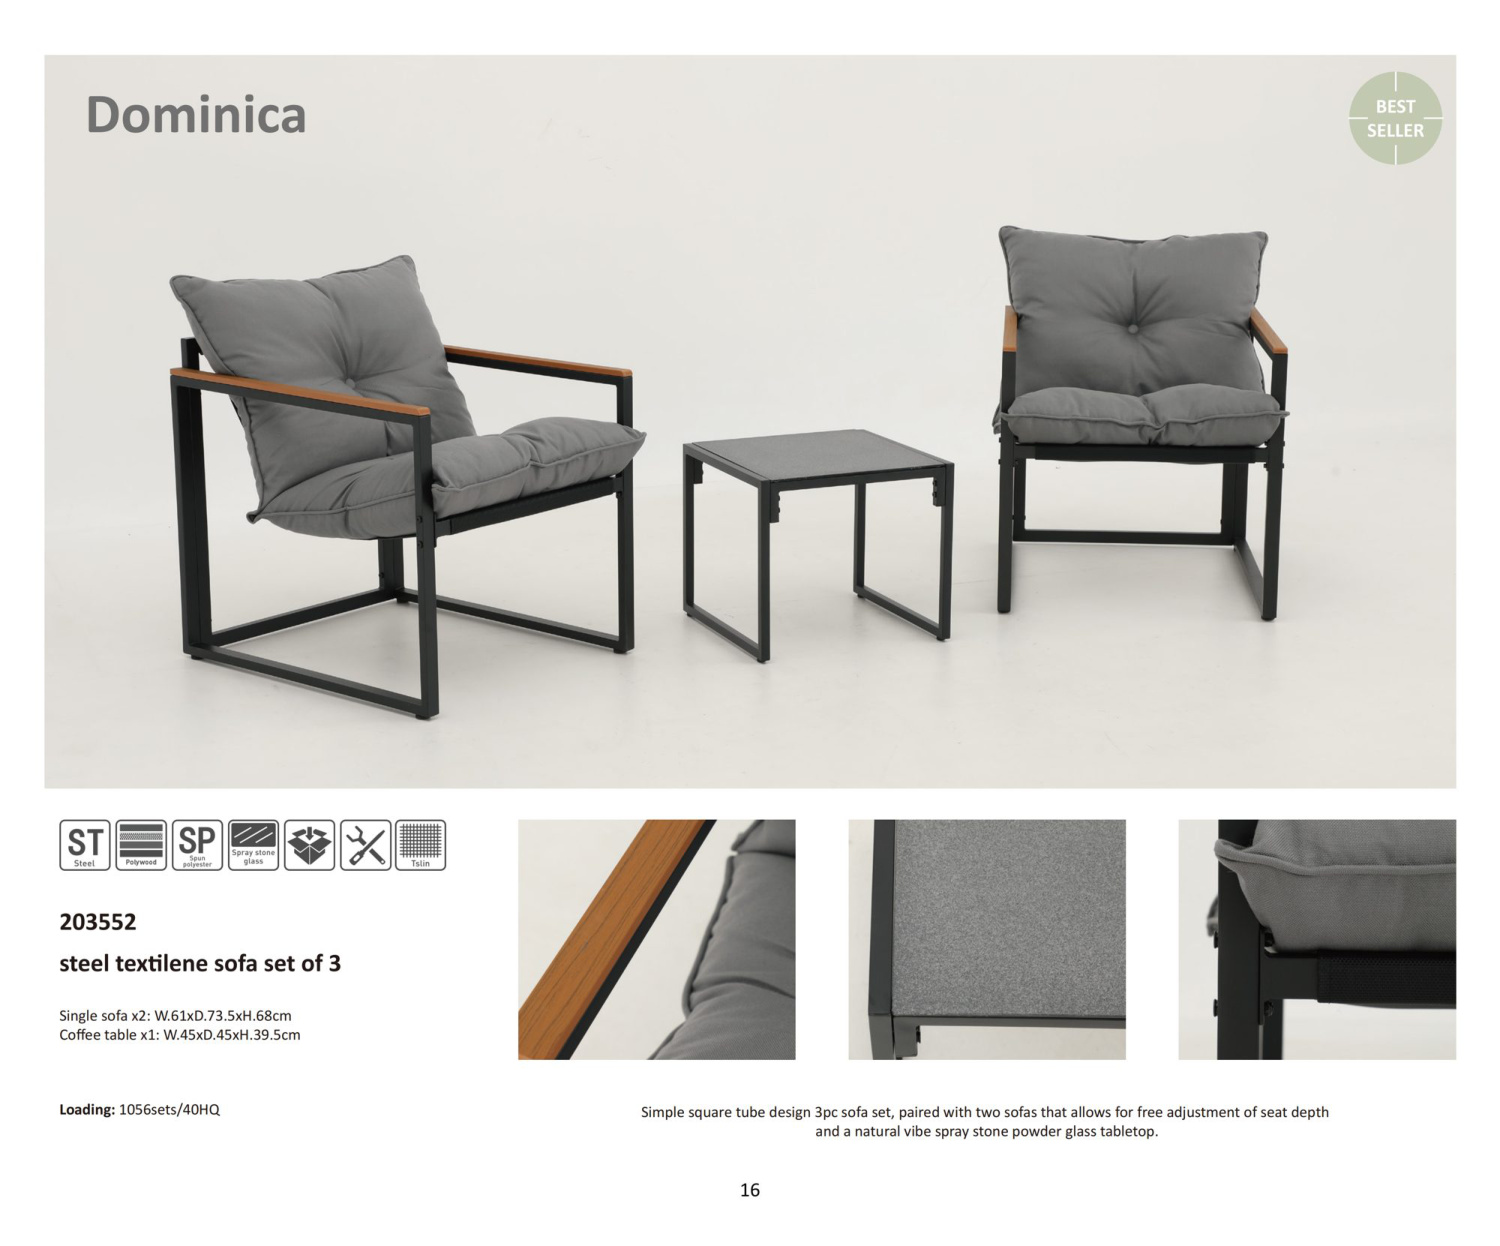 Dominica
BEST
SELLER
ST
Steel
Polywood
SP
Spun
polyester
Spray stone
glass
Tslin
203552
steel textilene sofa set of 3
Single sofa x2: W.61xD.73.5xH.68cm
Coffee table x1: W.45xD.45xH.39.5cm
Loading: 1056sets/40HQ
Simple square tube design 3pc sofa set, paired with two sofas that allows for free adjustment of seat depth
and a natural vibe spray stone powder glass tabletop.
16